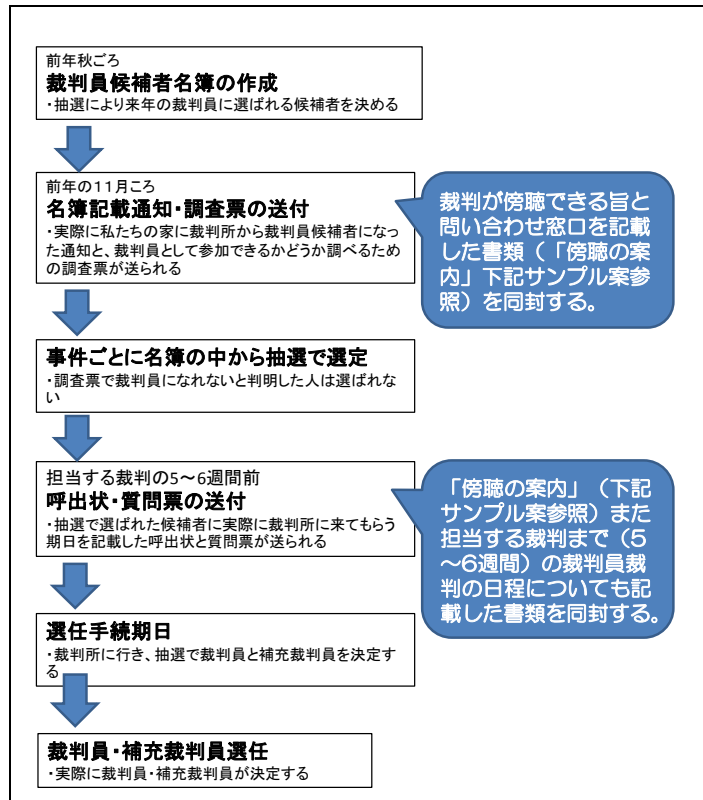 前年秋ごろ
裁判員候補者名簿の作成
・抽選により来年の裁判員に選ばれる候補者を決める
前年の11月ころ
名簿記載通知・調査票の送付
・実際に私たちの家に裁判所から裁判員候補者になっ
た通知と、裁判員として参加できるかどうか調べるため
の調査票が送られる
裁判が傍聴できる旨と
問い合わせ窓口を記載
した書類（「傍聴の案
内」下記サンプル案参
照）を同封する。
事件ごとに名簿の中から抽選で選定
・調査票で裁判員になれないと判明した人は選ばれな
い
担当する裁判の5～6週間前
呼出状・質問票の送付
・抽選で選ばれた候補者に実際に裁判所に来てもらう
期日を記載した呼出状と質問票が送られる
「傍聴の案内」（下記
サンプル案参照）また
担当する裁判まで（5
～6週間）の裁判員裁
判の日程についても記
載した書類を同封する。
選任手続期日
・裁判所に行き、抽選で裁判員と補充裁判員を決定す
る
裁判員・補充裁判員選任
・実際に裁判員・補充裁判員が決定する